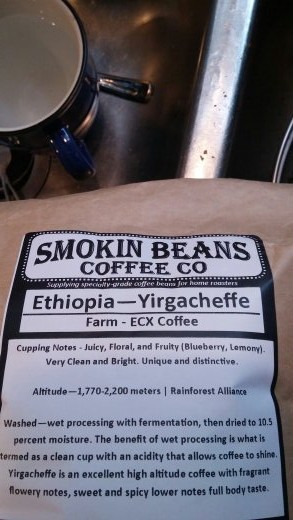 SMOKIN BEANS
COFFEE CO
Supplying specialty-grade coffee beans for home roasters
Ethiopia—Yirgacheffe
Farm - ECX Coffee
Cupping Notes - Juicy, Floral, and Fruity (Blueberry, Lemony).
Very Clean and Bright. Unique and distinctive.
Altitude—1,770-2,200 meters | Rainforest Alliance
Washed—wet processing with fermentation, then dried to 10.5
percent moisture. The benefit of wet processing is what is
termed as a clean cup with an acidity that allows coffee to shine.
Yirgacheffe is an excellent high altitude coffee with fragrant
flowery notes, sweet and spicy lower notes full body taste.